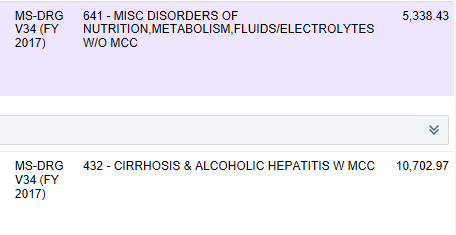 MS-DRG 641 - MISC DISORDERS OF 5,338.43
V34 (FY NUTRITION,METABOLISM,FLUIDS/ELECTROLYTES
2017) W/O MCC
MS-DRG 432 - CIRRHOSIS & ALCOHOLIC HEPATITIS W MCC 10,702.97
V34 (FY
2017)